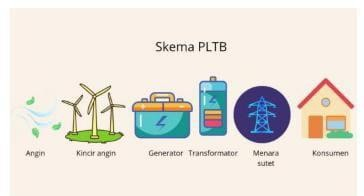 Skema PLTB
Angin Kincir angin Generator Transformator Menara sutet Konsumen